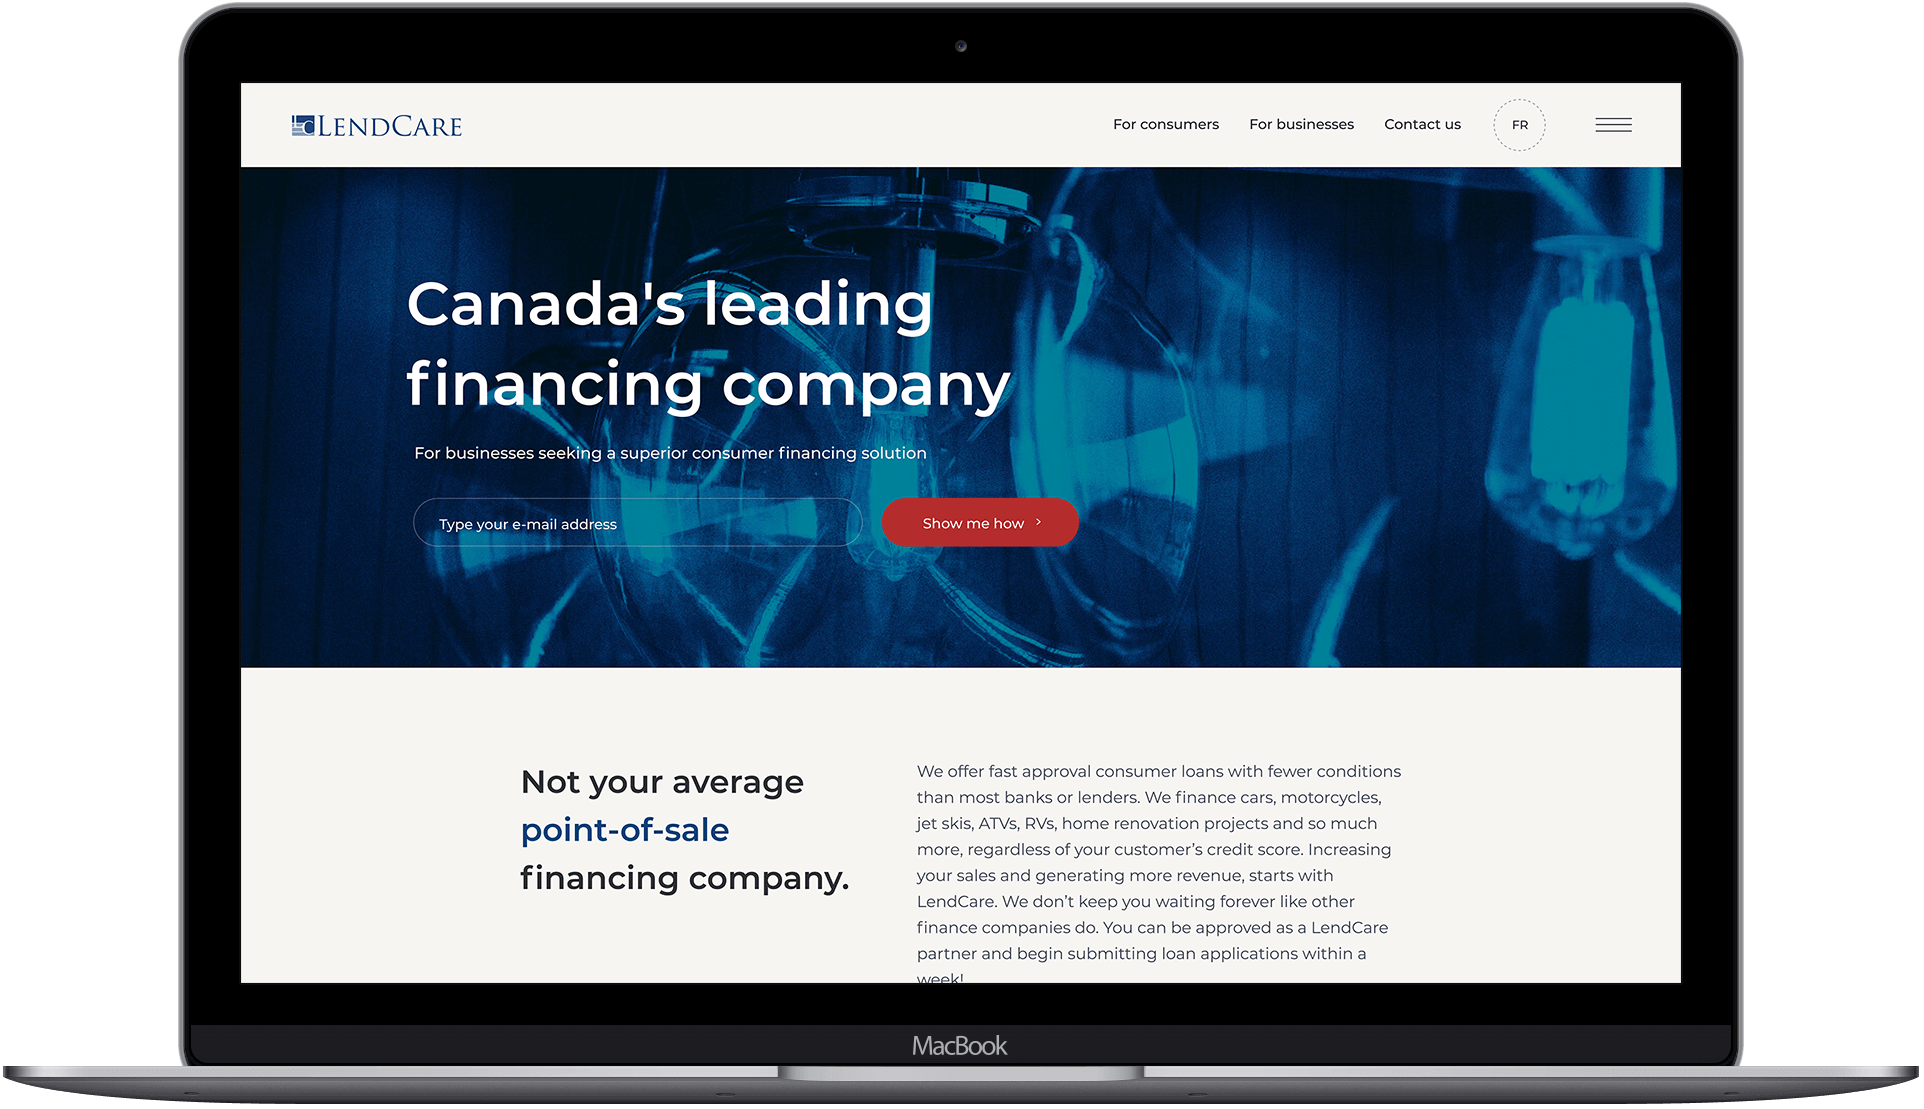 LENDCARE
For consumers For businesses Contact us FR
Canada's leading
financing company
For businesses seeking a superior consumer financing solution
Type your e-mail address
Show me how >
Not your average
point-of-sale
financing company.
We offer fast approval consumer loans with fewer conditions
than most banks or lenders. We finance cars, motorcycles,
jet skis, ATVs, RVs, home renovation projects and so much
more, regardless of your customer’s credit score. Increasing
your sales and generating more revenue, starts with
LendCare. We don’t keep you waiting forever like other
finance companies do. You can be approved as a LendCare
partner and begin submitting loan applications within a
week!
MacBook